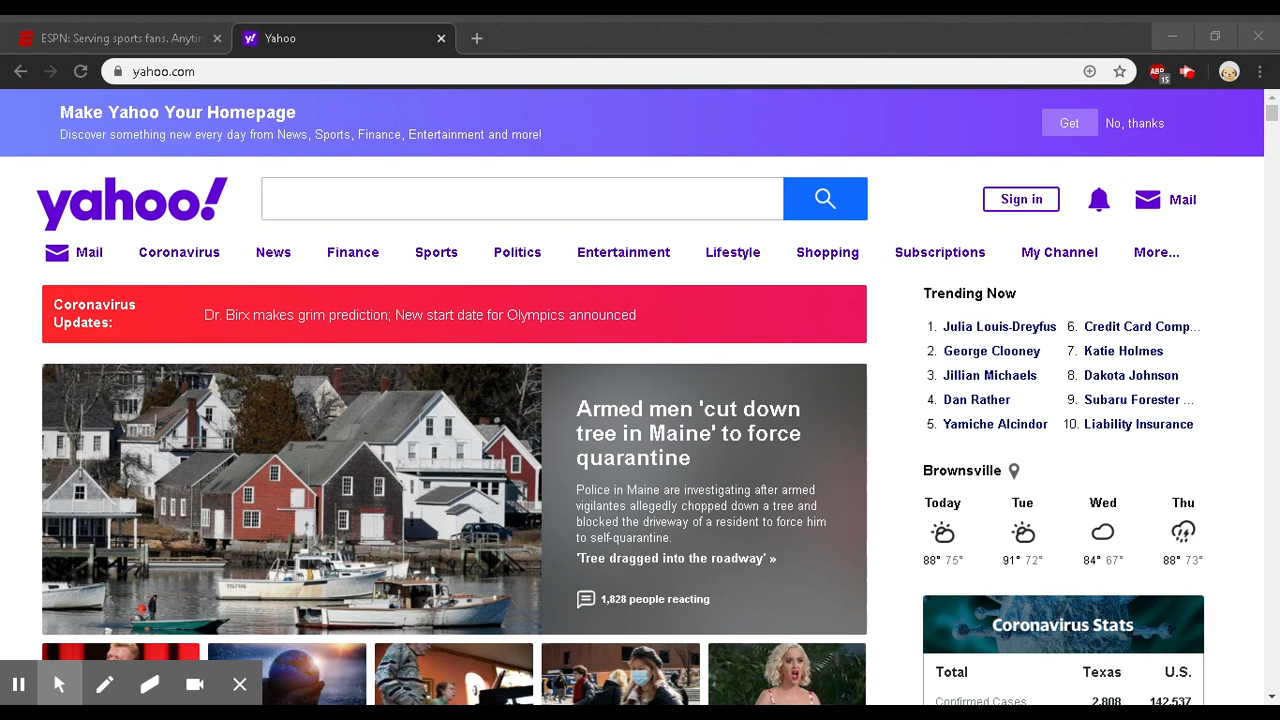 ESPN: Serving sports fans. Anytin
Yahoo
yahoo.com
ABP
15
Make Yahoo Your Homepage
Discover something new every day from News, Sports, Finance, Entertainment and more!
Get
No, thanks
yahoo!
Sign in
Mail
Mail
Coronavirus
News
Finance
Sports
Politics
Entertainment
Lifestyle
Shopping
Subscriptions
My Channel
More...
Coronavirus
Updates:
Dr. Birx makes grim prediction; New start date for Olympics announced
Armed men 'cut down
tree in Maine' to force
quarantine
Police in Maine are investigating after armed
vigilantes allegedly chopped down a tree and
blocked the driveway of a resident to force him
to self-quarantine.
'Tree dragged into the roadway' »
1,828 people reacting
Trending Now
1. Julia Louis-Dreyfus
2. George Clooney
3. Jillian Michaels
4. Dan Rather
5. Yamiche Alcindor
6. Credit Card Comp...
7. Katie Holmes
8. Dakota Johnson
9. Subaru Forester ...
10. Liability Insurance
Brownsville
Today Tue Wed Thu
88° 75° 91° 72° 84° 67° 88° 73°
Coronavirus Stats
Total Texas U.S.
Confirmed Cases 2,808 142,537